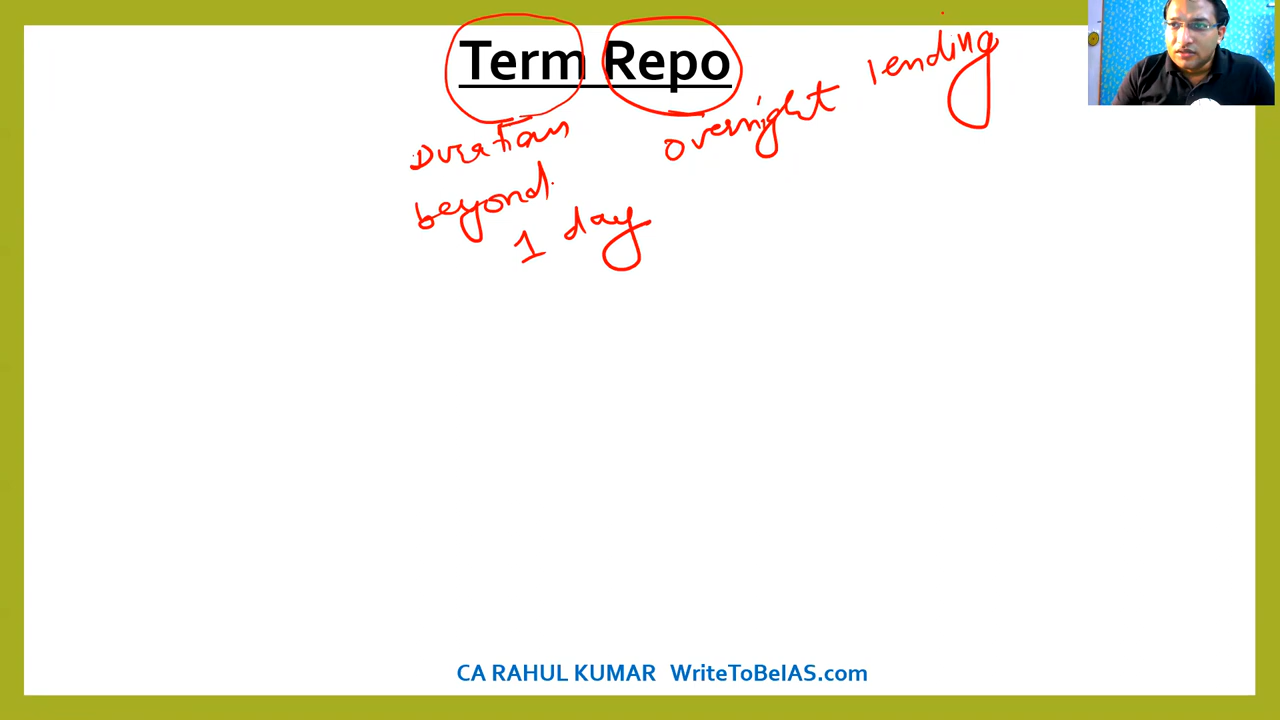 Term Repo
overnight lending
Duration
beyond
1 day
CA RAHUL KUMAR WriteToBeIAS.com